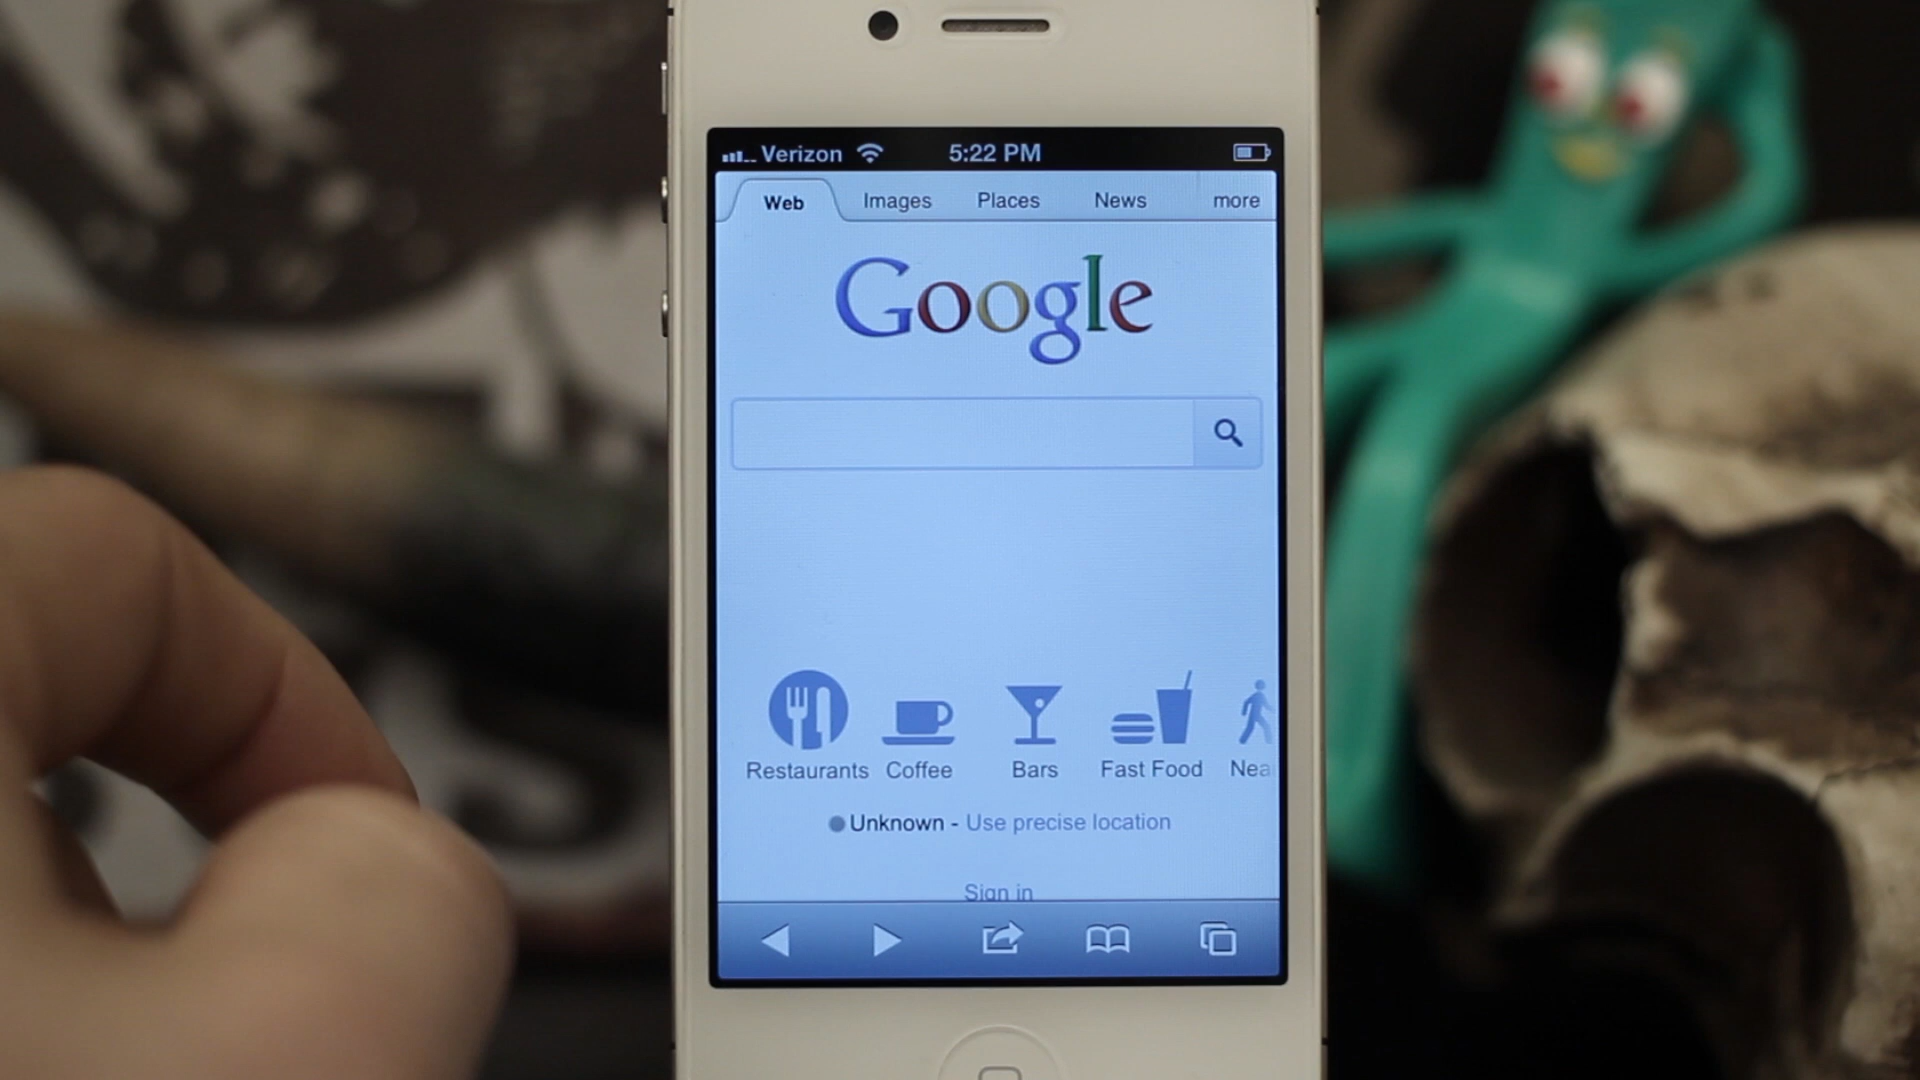 Verizon 5:22 PM
Web Images Places News more
Google
Restaurants Coffee Bars Fast Food Nea
Unknown - Use precise location
Sign in